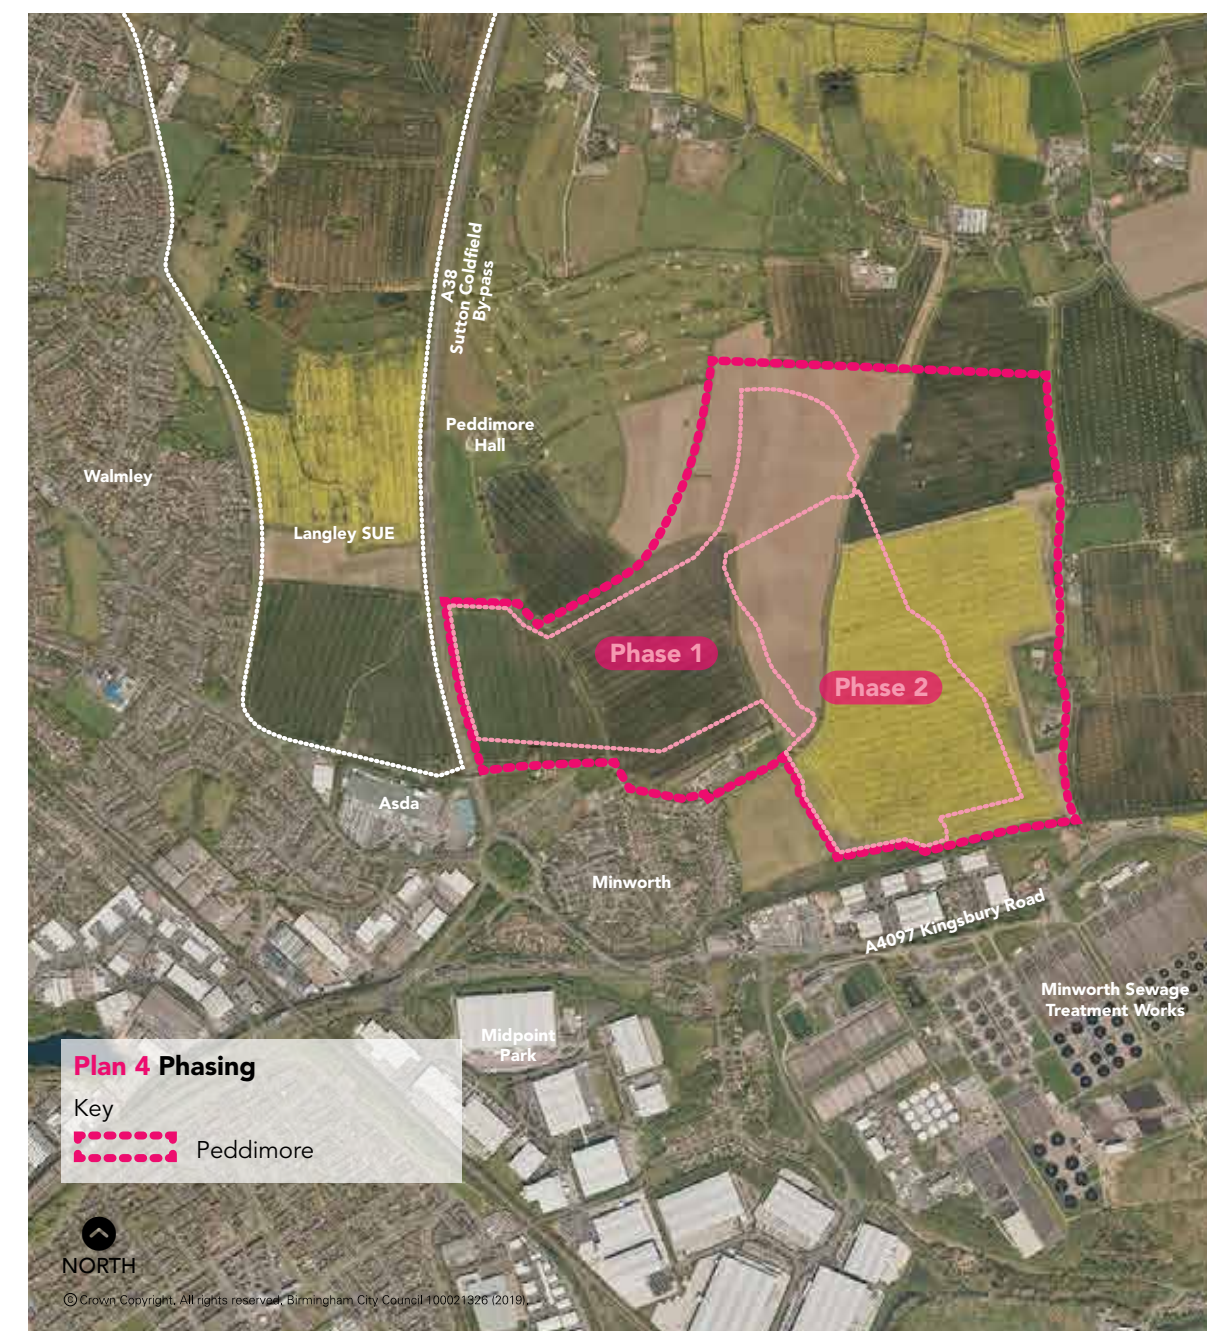 A38
Sutton Coldfield
By-pass
Peddimore
Hall
Walmley
Langley SUE
Phase 1
Phase 2
Asda
Minworth
A4097 Kingsbury Road
Minworth Sewage
Treatment Works
Midpoint
Park
Plan 4 Phasing
Key
Peddimore
NORTH
© Crown Copyright, All rights reserved, Birmingham City Council 100021326 (2019).